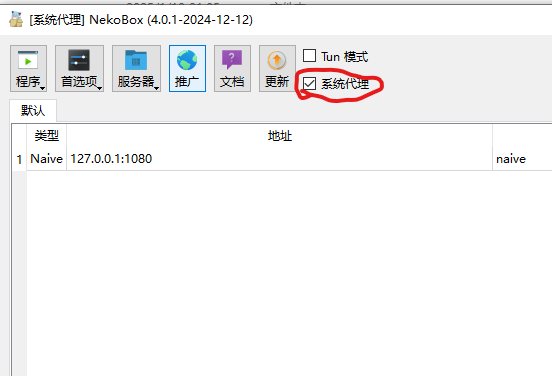 [系统代理] NekoBox (4.0.1-2024-12-12)
程序 首选项 服务器 推广 文档 更新
Tun 模式
系统代理
默认
类型 地址
1 Naive 127.0.0.1:1080 naive